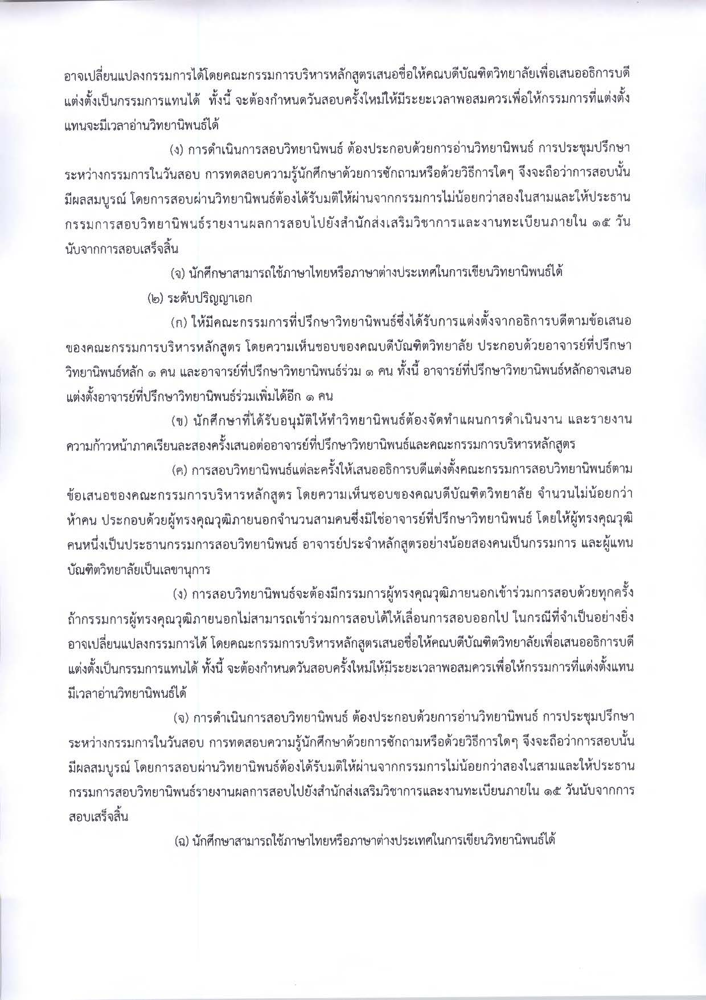 อาจเปลี่ยนแปลงกรรมการได้โดยคณะกรรมการบริหารหลักสูตรเสนอชื่อให้คณบดีบัณฑิตวิทยาลัยเพื่อเสนออธิการบดี
แต่งตั้งเป็นกรรมการแทนได้ ทั้งนี้ จะต้องกำหนดวันสอบครั้งใหม่ให้มีระยะเวลาพอสมควรเพื่อให้กรรมการที่แต่งตั้ง
แทนจะมีเวลาอ่านวิทยานิพนธ์ได้
(ง) การดำเนินการสอบวิทยานิพนธ์ ต้องประกอบด้วยการอ่านวิทยานิพนธ์ การประชุมปรึกษา
ระหว่างกรรมการในวันสอบ การทดสอบความรู้นักศึกษาด้วยการซักถามหรือด้วยวิธีการใดๆ จึงจะถือว่าการสอบนั้น
มีผลสมบูรณ์ โดยการสอบผ่านวิทยานิพนธ์ต้องได้รับมติให้ผ่านจากกรรมการไม่น้อยกว่าสองในสามและให้ประธาน
กรรมการสอบวิทยานิพนธ์รายงานผลการสอบไปยังสำนักส่งเสริมวิชาการและงานทะเบียนภายใน ๑๕ วัน
นับจากการสอบเสร็จสิ้น
(จ) นักศึกษาสามารถใช้ภาษาไทยหรือภาษาต่างประเทศในการเขียนวิทยานิพนธ์ได้
(๒) ระดับปริญญาเอก
(ก) ให้มีคณะกรรมการที่ปรึกษาวิทยานิพนธ์ซึ่งได้รับการแต่งตั้งจากอธิการบดีตามข้อเสนอ
ของคณะกรรมการบริหารหลักสูตร โดยความเห็นชอบของคณบดีบัณฑิตวิทยาลัย ประกอบด้วยอาจารย์ที่ปรึกษา
วิทยานิพนธ์หลัก ๑ คน และอาจารย์ที่ปรึกษาวิทยานิพนธ์ร่วม ๑ คน ทั้งนี้ อาจารย์ที่ปรึกษาวิทยานิพนธ์หลักอาจเสนอ
แต่งตั้งอาจารย์ที่ปรึกษาวิทยานิพนธ์ร่วมเพิ่มได้อีก ๑ คน
(ข) นักศึกษาที่ได้รับอนุมัติให้ทำวิทยานิพนธ์ต้องจัดทำแผนการดำเนินงาน และรายงาน
ความก้าวหน้าภาคเรียนละสองครั้งเสนอต่ออาจารย์ที่ปรึกษาวิทยานิพนธ์และคณะกรรมการบริหารหลักสูตร
(ค) การสอบวิทยานิพนธ์แต่ละครั้งให้เสนออธิการบดีแต่งตั้งคณะกรรมการสอบวิทยานิพนธ์ตาม
ข้อเสนอของคณะกรรมการบริหารหลักสูตร โดยความเห็นชอบของคณบดีบัณฑิตวิทยาลัย จำนวนไม่น้อยกว่า
ห้าคน ประกอบด้วยผู้ทรงคุณวุฒิภายนอกจำนวนสามคนซึ่งมิใช่อาจารย์ที่ปรึกษาวิทยานิพนธ์ โดยให้ผู้ทรงคุณวุฒิ
คนหนึ่งเป็นประธานกรรมการสอบวิทยานิพนธ์ อาจารย์ประจำหลักสูตรอย่างน้อยสองคนเป็นกรรมการ และผู้แทน
บัณฑิตวิทยาลัยเป็นเลขานุการ
(ง) การสอบวิทยานิพนธ์จะต้องมีกรรมการผู้ทรงคุณวุฒิภายนอกเข้าร่วมการสอบด้วยทุกครั้ง
ถ้ากรรมการผู้ทรงคุณวุฒิภายนอกไม่สามารถเข้าร่วมการสอบได้ให้เลื่อนการสอบออกไป ในกรณีที่จำเป็นอย่างยิ่ง
อาจเปลี่ยนแปลงกรรมการได้ โดยคณะกรรมการบริหารหลักสูตรเสนอชื่อให้คณบดีบัณฑิตวิทยาลัยเพื่อเสนออธิการบดี
แต่งตั้งเป็นกรรมการแทนได้ ทั้งนี้ จะต้องกำหนดวันสอบครั้งใหม่ให้มีระยะเวลาพอสมควรเพื่อให้กรรมการที่แต่งตั้งแทน
มีเวลาอ่านวิทยานิพนธ์ได้
(จ) การดำเนินการสอบวิทยานิพนธ์ ต้องประกอบด้วยการอ่านวิทยานิพนธ์ การประชุมปรึกษา
ระหว่างกรรมการในวันสอบ การทดสอบความรู้นักศึกษาด้วยการซักถามหรือด้วยวิธีการใดๆ จึงจะถือว่าการสอบนั้น
มีผลสมบูรณ์ โดยการสอบผ่านวิทยานิพนธ์ต้องได้รับมติให้ผ่านจากกรรมการไม่น้อยกว่าสองในสามและให้ประธาน
กรรมการสอบวิทยานิพนธ์รายงานผลการสอบไปยังสำนักส่งเสริมวิชาการและงานทะเบียนภายใน ๑๕ วันนับจากการ
สอบเสร็จสิ้น
(ฉ) นักศึกษาสามารถใช้ภาษาไทยหรือภาษาต่างประเทศในการเขียนวิทยานิพนธ์ได้